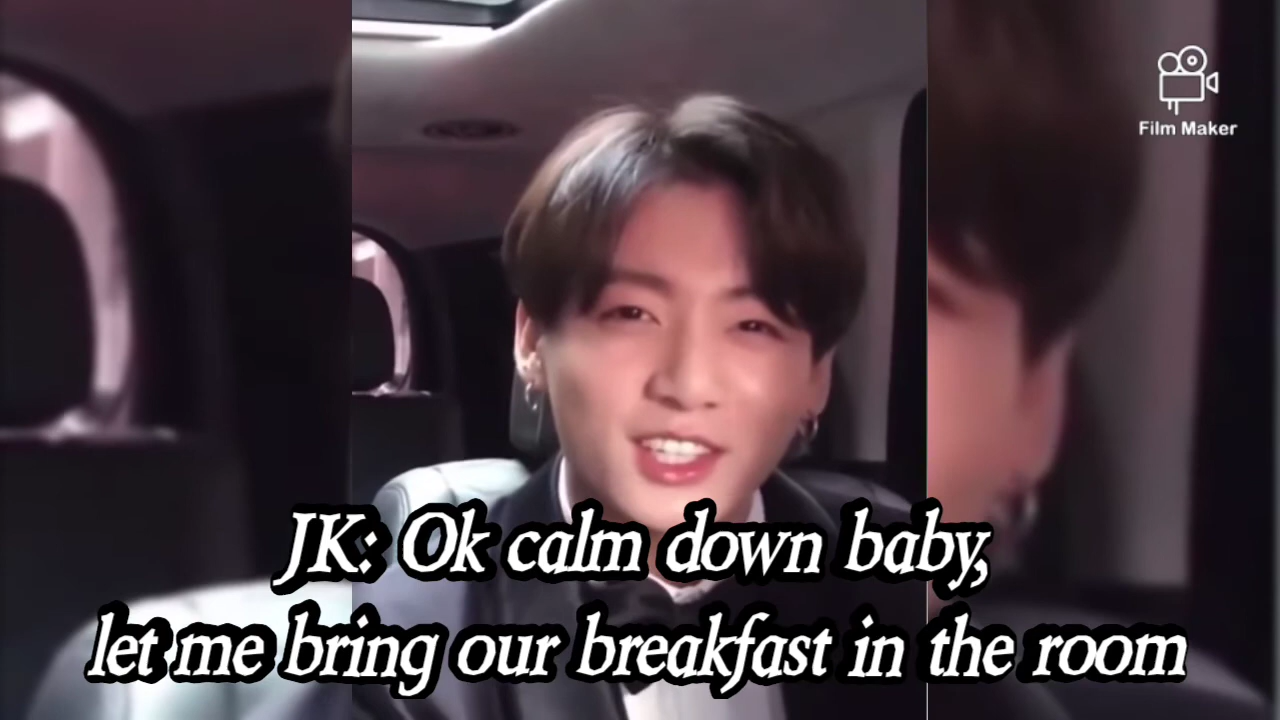 Film Maker
JK: Ok calm down baby,
let me bring our breakfast in the room